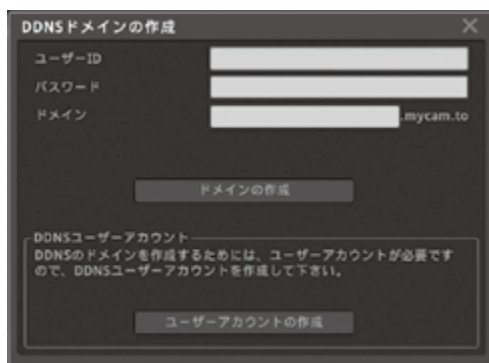 DDNSドメインの作成
ユーザーID
パスワード
ドメイン .mycam.to
ドメインの作成
DDNSユーザーアカウント
DDNSのドメインを作成するためには、ユーザーアカウントが必要です
ので、DDNSユーザーアカウントを作成して下さい。
ユーザーアカウントの作成